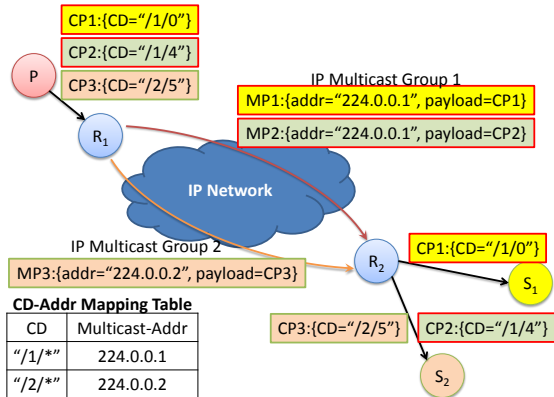 CP1:{CD="/1/0"}
CP2:{CD="/1/4"}
CP3:{CD="/2/5"}
P
R1
IP Multicast Group 1
MP1:{addr="224.0.0.1", payload=CP1}
MP2:{addr="224.0.0.1", payload=CP2}
IP Network
IP Multicast Group 2
MP3:{addr="224.0.0.2", payload=CP3}
R2
CP1:{CD="/1/0"}
S1
CP3:{CD="/2/5"}
CP2:{CD="/1/4"}
S2
CD-Addr Mapping Table
CD Multicast-Addr
"/1/*" 224.0.0.1
"/2/*" 224.0.0.2